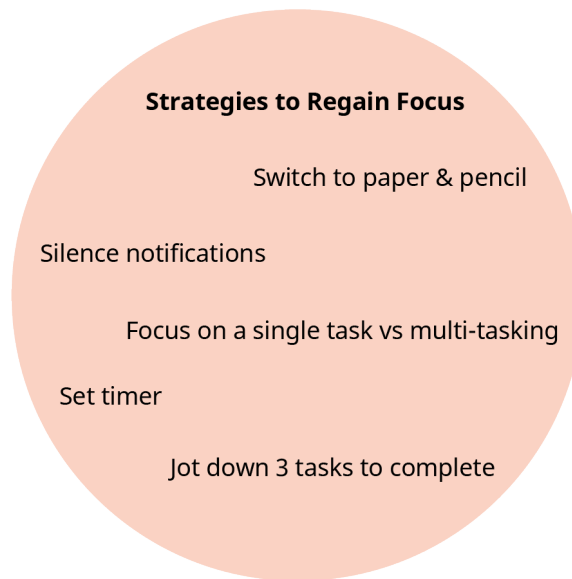 Strategies to Regain Focus
Switch to paper & pencil
Silence notifications
Focus on a single task vs multi-tasking
Set timer
Jot down 3 tasks to complete